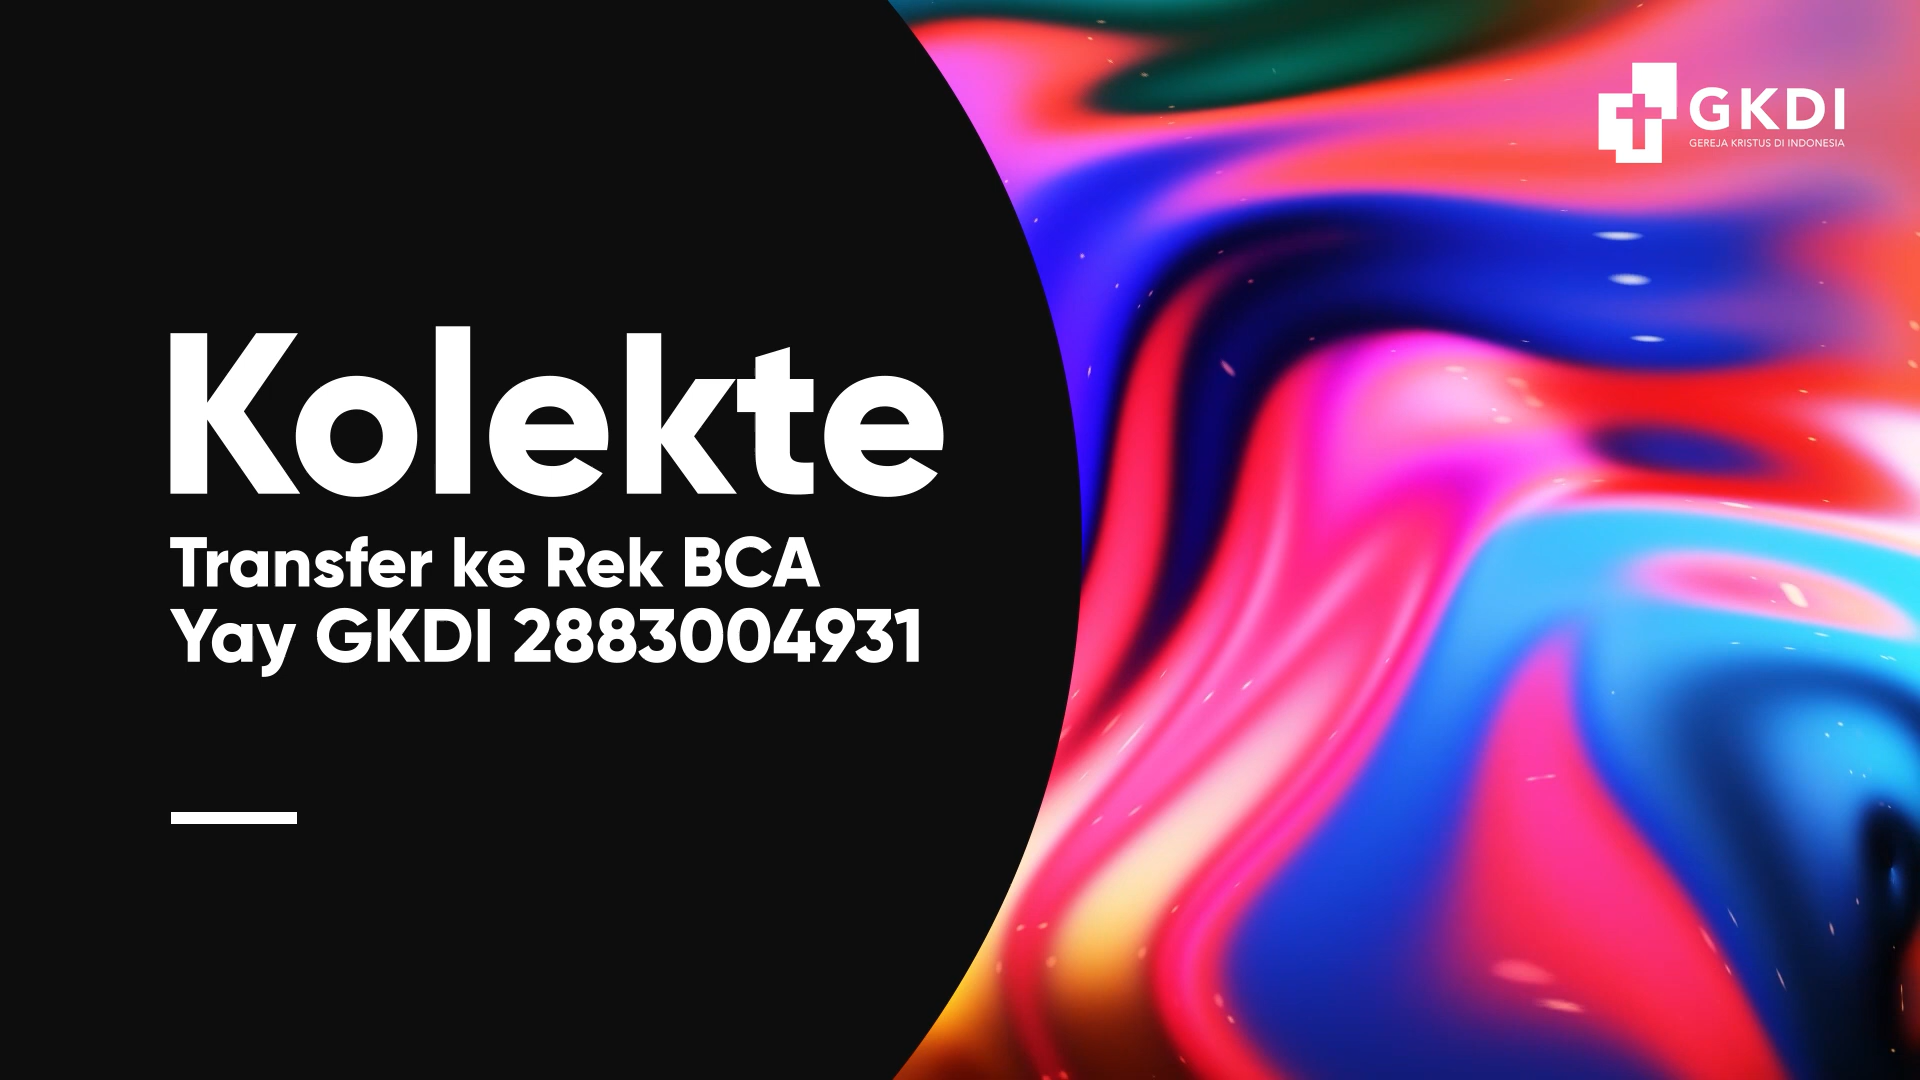 GKDI
GEREJA KRISTUS DI INDONESIA
Kolekte
Transfer ke Rek BCA
Yay GKDI 2883004931